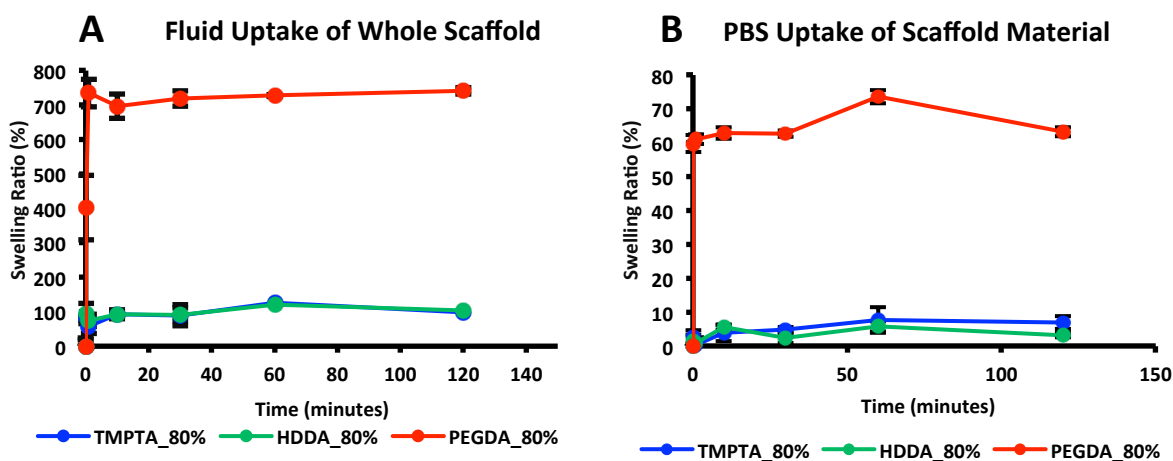 A Fluid Uptake of Whole Scaffold
Swelling Ratio (%)
800
700
600
500
400
300
200
100
0
0 20 40 60 80 100 120 140
Time (minutes)
TMPTA_80% HDDA_80% PEGDA_80%
B PBS Uptake of Scaffold Material
Swelling Ratio (%)
80
70
60
50
40
30
20
10
0
0 50 100 150
Time (minutes)
TMPTA_80% HDDA_80% PEGDA_80%